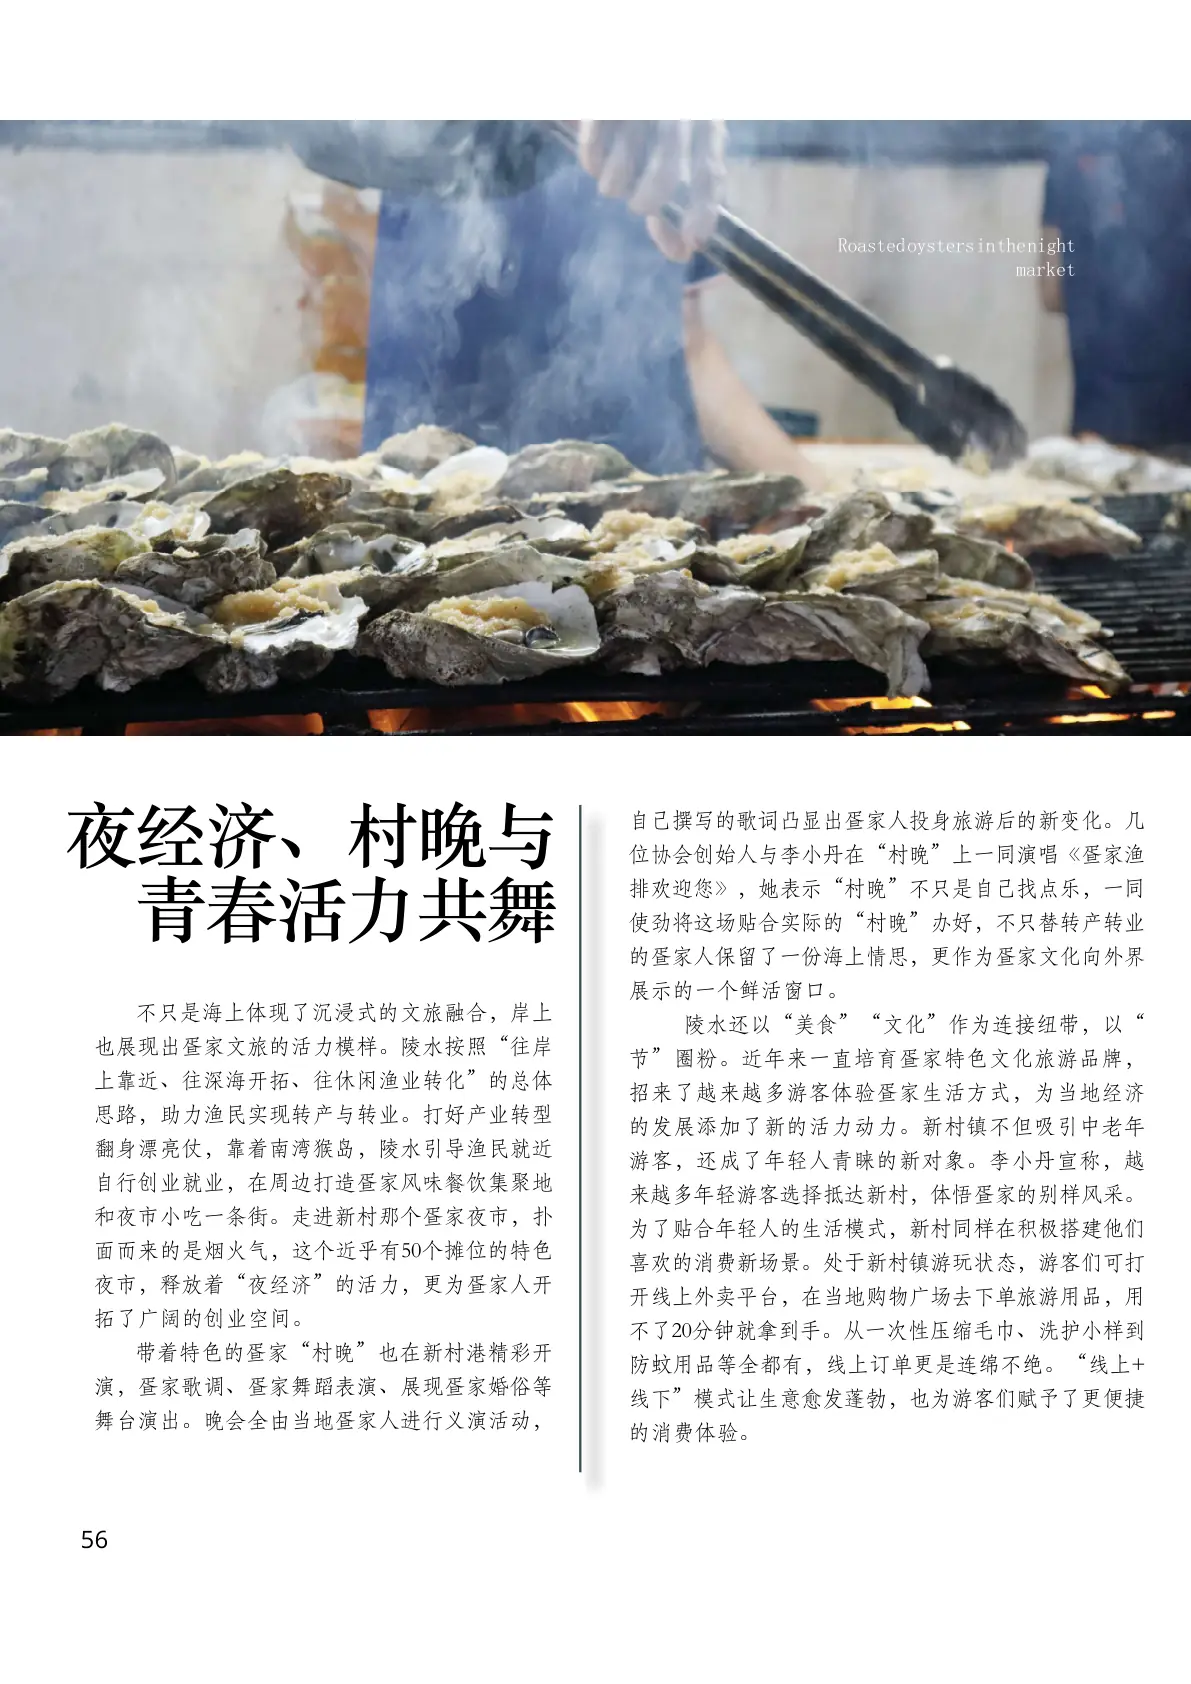 Roastedoystersinthenight
market
夜经济、村晚与
青春活力共舞
不只是海上体现了沉浸式的文旅融合，岸上
也展现出疍家文旅的活力模样。陵水按照“往岸
上靠近、往深海开拓、往休闲渔业转化”的总体
思路，助力渔民实现转产与转业。打好产业转型
翻身漂亮仗，靠着南湾猴岛，陵水引导渔民就近
自行创业就业，在周边打造疍家风味餐饮集聚地
和夜市小吃一条街。走进新村那个疍家夜市，扑
面而来的是烟火气，这个近乎有50个摊位的特色
夜市，释放着“夜经济”的活力，更为疍家人开
拓了广阔的创业空间。
带着特色的疍家“村晚”也在新村港精彩开
演，疍家歌调、疍家舞蹈表演、展现疍家婚俗等
舞台演出。晚会全由当地疍家人进行义演活动，
自己撰写的歌词凸显出疍家人投身旅游后的新变化。几
位协会创始人与李小丹在“村晚”上一同演唱《疍家渔
排欢迎您》，她表示“村晚”不只是自己找点乐，一同
使劲将这场贴合实际的“村晚”办好，不只替转产转业
的疍家人保留了一份海上情思，更作为疍家文化向外界
展示的一个鲜活窗口。
陵水还以“美食”“文化”作为连接纽带，以“
节”圈粉。近年来一直培育疍家特色文化旅游品牌，
招来了越来越多游客体验疍家生活方式，为当地经济
的发展添加了新的活力动力。新村镇不但吸引中老年
游客，还成了年轻人青睐的新对象。李小丹宣称，越
来越多年轻游客选择抵达新村，体悟疍家的别样风采。
为了贴合年轻人的生活模式，新村同样在积极搭建他们
喜欢的消费新场景。处于新村镇游玩状态，游客们可打
开线上外卖平台，在当地购物广场去下单旅游用品，用
不了20分钟就拿到手。从一次性压缩毛巾、洗护小样到
防蚊用品等全都有，线上订单更是连绵不绝。“线上+
线下”模式让生意愈发蓬勃，也为游客们赋予了更便捷
的消费体验。
56